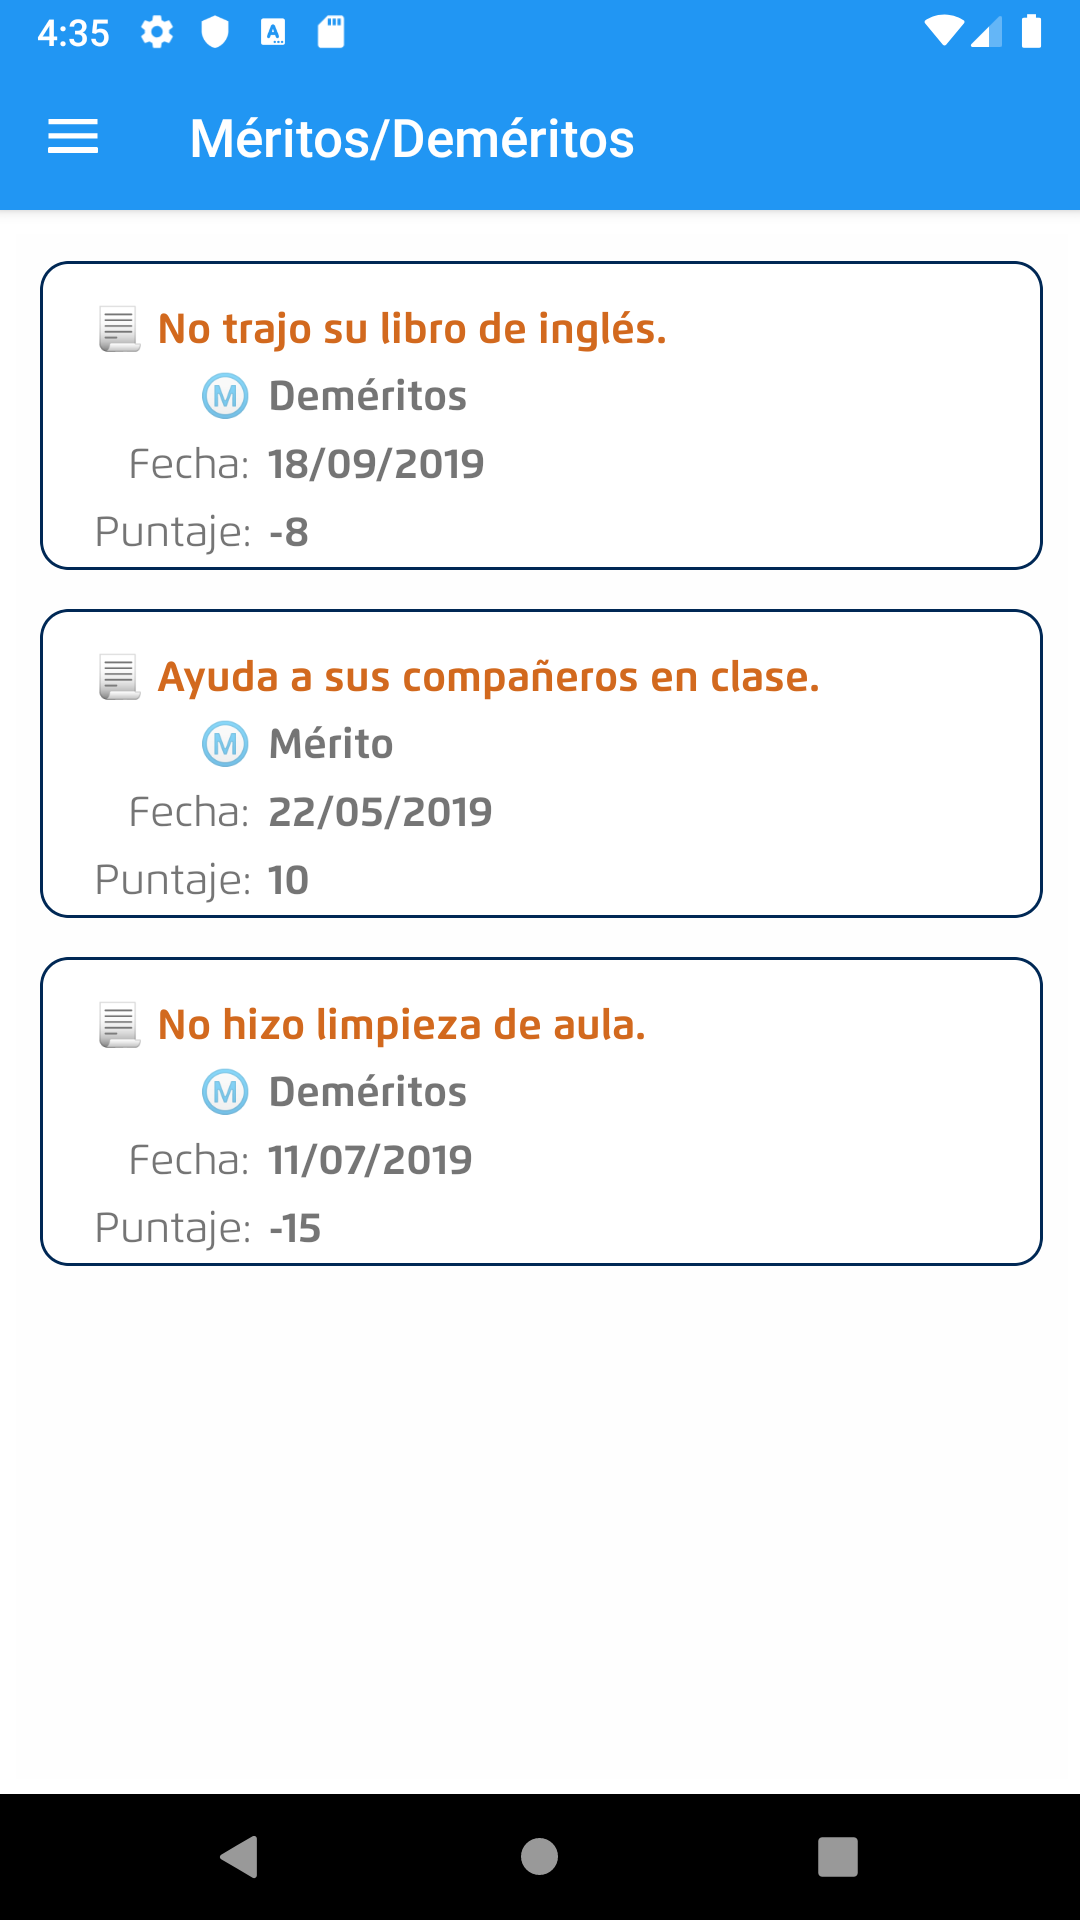 4:35
Méritos/Deméritos
No trajo su libro de inglés.
M Deméritos
Fecha: 18/09/2019
Puntaje: -8
Ayuda a sus compañeros en clase.
M Mérito
Fecha: 22/05/2019
Puntaje: 10
No hizo limpieza de aula.
M Deméritos
Fecha: 11/07/2019
Puntaje: -15